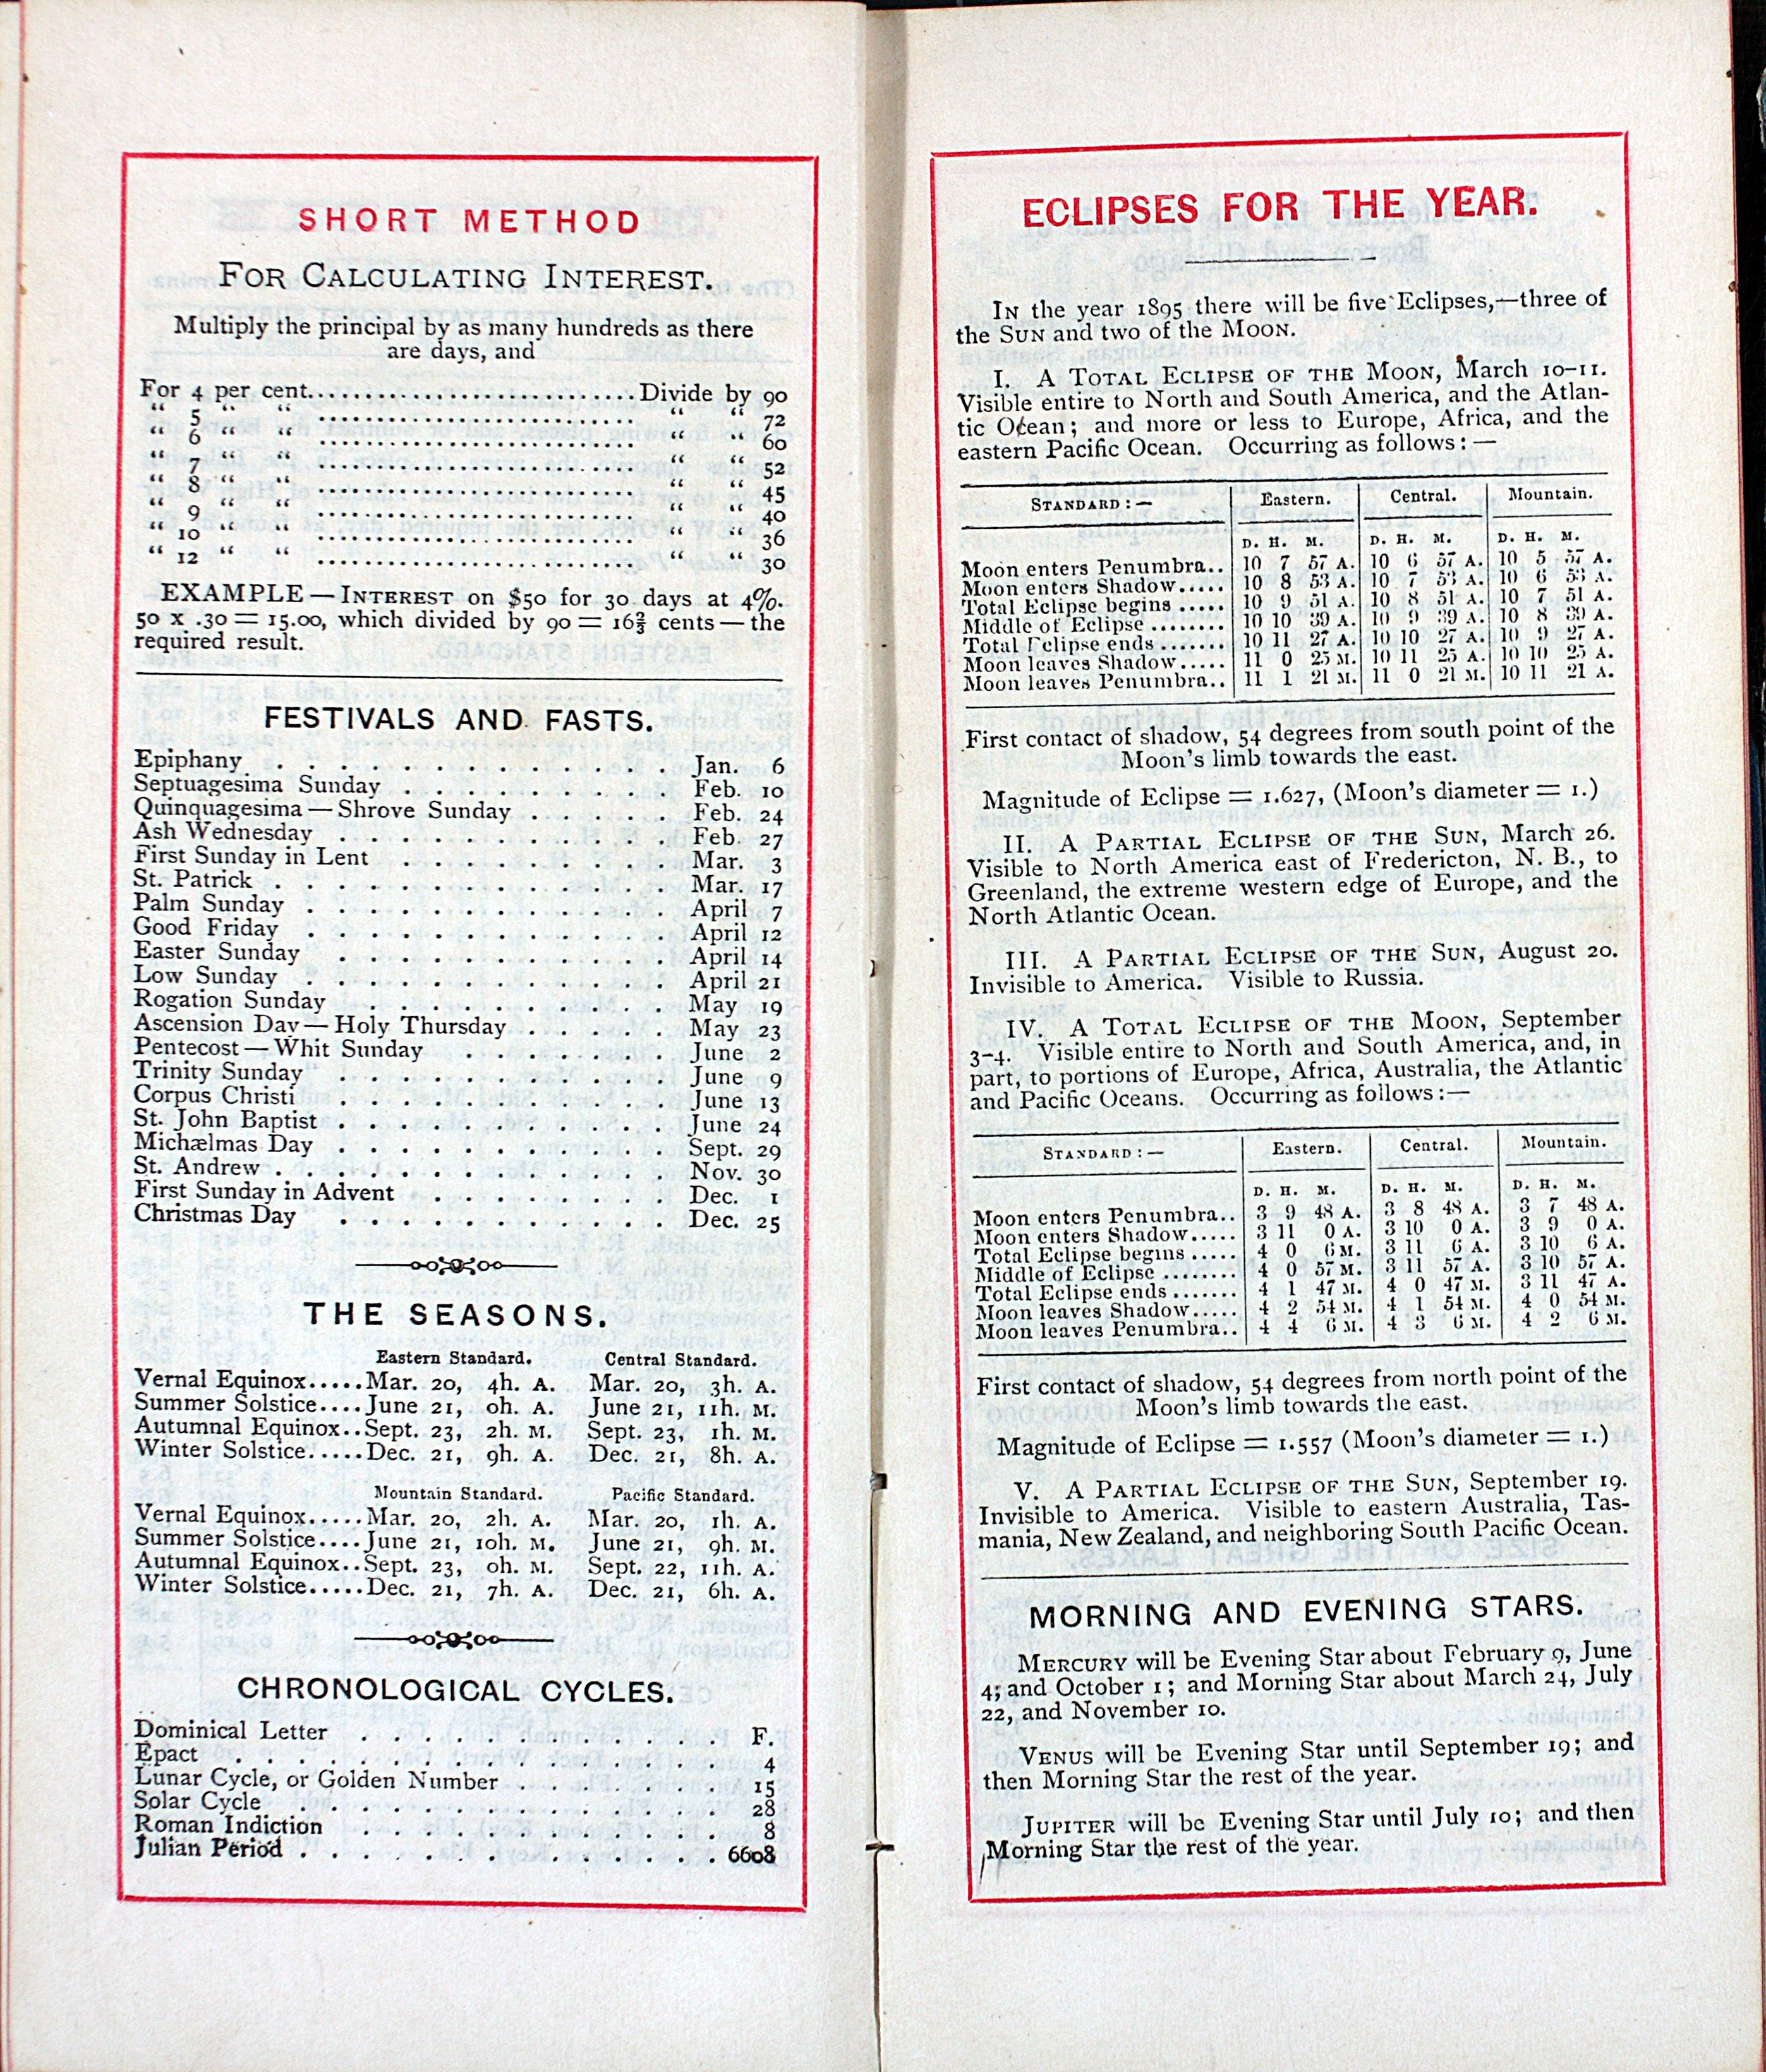 SHORT METHOD
FOR CALCULATING INTEREST.
Multiply the principal by as many hundreds as there
are days, and
For 4 per cent............................Divide by 90
“ 5 “ “ ............................ “ “ 72
“ 6 “ “ ............................ “ “ 60
“ 7 “ “ ............................ “ “ 52
“ 8 “ “ ............................ “ “ 45
“ 9 “ “ ............................ “ “ 40
“ 10 “ “ ............................ “ “ 36
“ 12 “ “ ............................ “ “ 30
EXAMPLE — INTEREST on $50 for 30 days at 4%.
50 x .30 = 15.00, which divided by 90 = 16⅔ cents — the
required result.
FESTIVALS AND FASTS.
Epiphany . . . . . . . . . . . . . Jan. 6
Septuagesima Sunday . . . . . . . . . Feb. 10
Quinquagesima — Shrove Sunday . . . . . Feb. 24
Ash Wednesday . . . . . . . . . . . Feb. 27
First Sunday in Lent . . . . . . . . . Mar. 3
St. Patrick . . . . . . . . . . . . . Mar. 17
Palm Sunday . . . . . . . . . . . . April 7
Good Friday . . . . . . . . . . . . April 12
Easter Sunday . . . . . . . . . . . April 14
Low Sunday . . . . . . . . . . . . April 21
Rogation Sunday . . . . . . . . . . May 19
Ascension Day — Holy Thursday . . . . . May 23
Pentecost — Whit Sunday . . . . . . . June 2
Trinity Sunday . . . . . . . . . . . June 9
Corpus Christi . . . . . . . . . . . June 13
St. John Baptist . . . . . . . . . . . June 24
Michælmas Day . . . . . . . . . . . Sept. 29
St. Andrew . . . . . . . . . . . . . Nov. 30
First Sunday in Advent . . . . . . . . Dec. 1
Christmas Day . . . . . . . . . . . Dec. 25
THE SEASONS.
Eastern Standard. Central Standard.
Vernal Equinox.....Mar. 20, 4h. A. Mar. 20, 3h. A.
Summer Solstice....June 21, 0h. A. June 21, 11h. M.
Autumnal Equinox..Sept. 23, 2h. M. Sept. 23, 1h. M.
Winter Solstice.....Dec. 21, 9h. A. Dec. 21, 8h. A.
Mountain Standard. Pacific Standard.
Vernal Equinox.....Mar. 20, 2h. A. Mar. 20, 1h. A.
Summer Solstice....June 21, 10h. M. June 21, 9h. M.
Autumnal Equinox..Sept. 23, 0h. M. Sept. 22, 11h. A.
Winter Solstice.....Dec. 21, 7h. A. Dec. 21, 6h. A.
CHRONOLOGICAL CYCLES.
Dominical Letter . . . . . . . . . . . . F.
Epact . . . . . . . . . . . . . . . . 4
Lunar Cycle, or Golden Number . . . . . . . 15
Solar Cycle . . . . . . . . . . . . . . 28
Roman Indiction . . . . . . . . . . . . 8
Julian Period . . . . . . . . . . . . . . 6608
ECLIPSES FOR THE YEAR.
IN the year 1895 there will be five Eclipses,—three of
the SUN and two of the MOON.
I. A TOTAL ECLIPSE OF THE MOON, March 10–11.
Visible entire to North and South America, and the Atlan-
tic Ocean; and more or less to Europe, Africa, and the
eastern Pacific Ocean. Occurring as follows: —
STANDARD: — Eastern. Central. Mountain.
D. H. M. D. H. M. D. H. M.
Moon enters Penumbra.. 10 7 57 A. 10 6 57 A. 10 5 57 A.
Moon enters Shadow..... 10 8 53 A. 10 7 53 A. 10 6 53 A.
Total Eclipse begins ..... 10 9 51 A. 10 8 51 A. 10 7 51 A.
Middle of Eclipse ........ 10 10 39 A. 10 9 39 A. 10 8 39 A.
Total Eclipse ends ....... 10 11 27 A. 10 10 27 A. 10 9 27 A.
Moon leaves Shadow..... 11 0 25 M. 10 11 25 A. 10 10 25 A.
Moon leaves Penumbra.. 11 1 21 M. 11 0 21 M. 10 11 21 A.
First contact of shadow, 54 degrees from south point of the
Moon's limb towards the east.
Magnitude of Eclipse = 1.627, (Moon's diameter = 1.)
II. A PARTIAL ECLIPSE OF THE SUN, March 26.
Visible to North America east of Fredericton, N. B., to
Greenland, the extreme western edge of Europe, and the
North Atlantic Ocean.
III. A PARTIAL ECLIPSE OF THE SUN, August 20.
Invisible to America. Visible to Russia.
IV. A TOTAL ECLIPSE OF THE MOON, September
3–4. Visible entire to North and South America, and, in
part, to portions of Europe, Africa, Australia, the Atlantic
and Pacific Oceans. Occurring as follows:—
STANDARD: — Eastern. Central. Mountain.
D. H. M. D. H. M. D. H. M.
Moon enters Penumbra.. 3 9 48 A. 3 8 48 A. 3 7 48 A.
Moon enters Shadow..... 3 11 0 A. 3 10 0 A. 3 9 0 A.
Total Eclipse begins ..... 4 0 6 M. 3 11 6 A. 3 10 6 A.
Middle of Eclipse ........ 4 0 57 M. 3 11 57 A. 3 10 57 A.
Total Eclipse ends ....... 4 1 47 M. 4 0 47 M. 3 11 47 A.
Moon leaves Shadow..... 4 2 54 M. 4 1 54 M. 4 0 54 M.
Moon leaves Penumbra.. 4 4 6 M. 4 3 6 M. 4 2 6 M.
First contact of shadow, 54 degrees from north point of the
Moon's limb towards the east.
Magnitude of Eclipse = 1.557 (Moon's diameter = 1.)
V. A PARTIAL ECLIPSE OF THE SUN, September 19.
Invisible to America. Visible to eastern Australia, Tas-
mania, New Zealand, and neighboring South Pacific Ocean.
MORNING AND EVENING STARS.
MERCURY will be Evening Star about February 9, June
4; and October 1; and Morning Star about March 24, July
22, and November 10.
VENUS will be Evening Star until September 19; and
then Morning Star the rest of the year.
JUPITER will be Evening Star until July 10; and then
Morning Star the rest of the year.